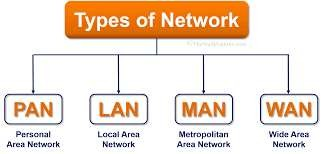 Types of Network
PAN
LAN
MAN
WAN
Personal
Area Network
Local Area
Network
Metropolitan
Area Network
Wide Area
Network